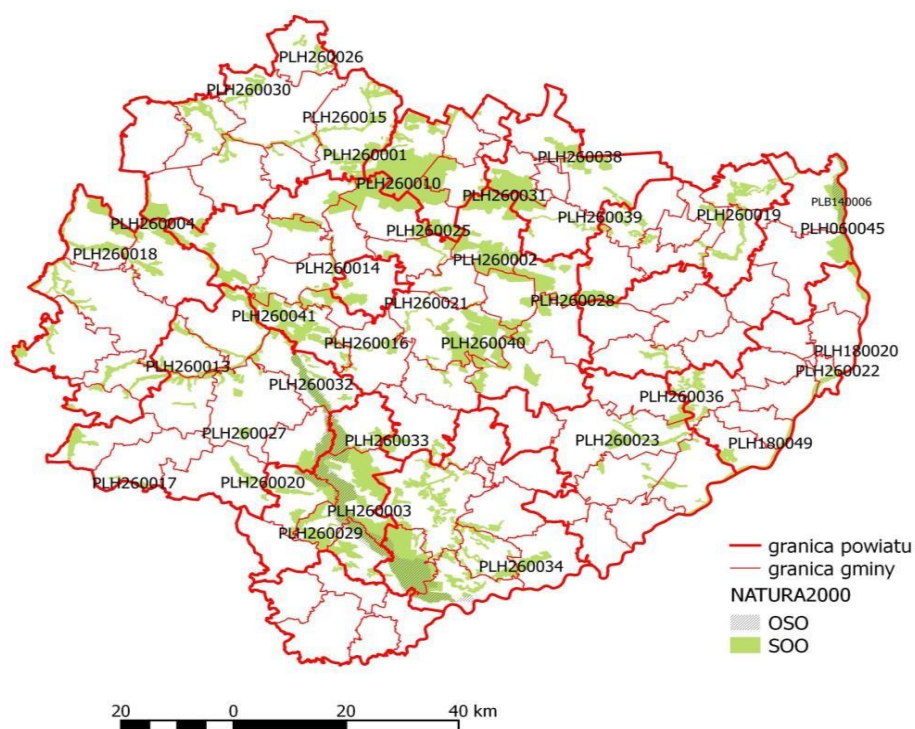 PLH260026
PLH260030
PLH260015
PLH260001
PLH260038
PLH260010
PLH260031
PLB140006
PLH260039
PLH260019
PLH260004
PLH260025
PLH060045
PLH260018
PLH260002
PLH260014
PLH260021
PLH260028
PLH260041
PLH260016
PLH260040
PLH180020
PLH260013
PLH260022
PLH260032
PLH260036
PLH260027
PLH260033
PLH260023
PLH180049
PLH260017
PLH260020
PLH260003
PLH260029
PLH260034
granica powiatu
granica gminy
NATURA2000
OSO
SOO
20 0 20 40 km